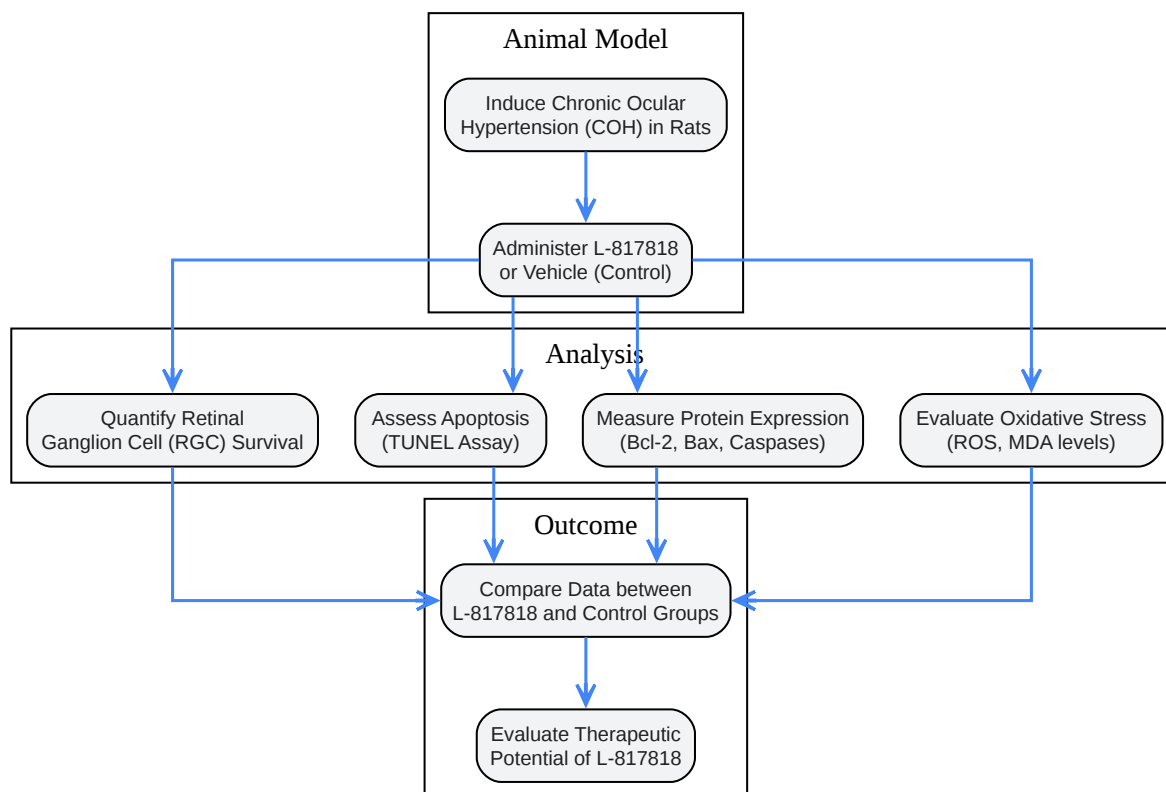 Animal Model
Induce Chronic Ocular
Hypertension (COH) in Rats
Administer L-817818
or Vehicle (Control)
Analysis
Quantify Retinal
Ganglion Cell (RGC) Survival
Assess Apoptosis
(TUNEL Assay)
Measure Protein Expression
(Bcl-2, Bax, Caspases)
Evaluate Oxidative Stress
(ROS, MDA levels)
Outcome
Compare Data between
L-817818 and Control Groups
Evaluate Therapeutic
Potential of L-817818